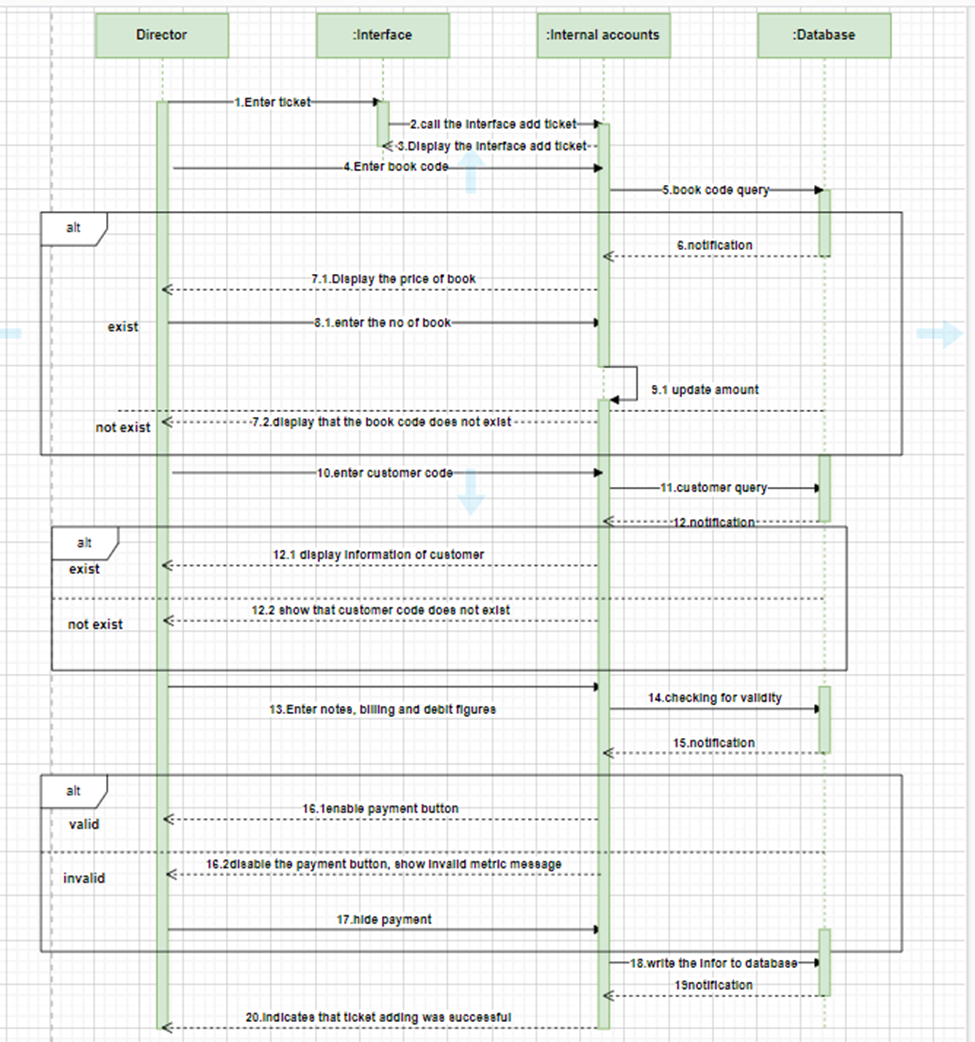 Director
:Interface
:Internal accounts
:Database
1.Enter ticket
2.call the interface add ticket
3.Display the interface add ticket
4.Enter book code
5.book code query
alt
6.notification
7.1.Display the price of book
exist
8.1.enter the no of book
9.1 update amount
not exist
7.2.display that the book code does not exist
10.enter customer code
11.customer query
12.notification
alt
exist
12.1 display information of customer
12.2 show that customer code does not exist
not exist
13.Enter notes, billing and debit figures
14.checking for validity
15.notification
alt
16.1enable payment button
valid
16.2disable the payment button, show invalid metric message
invalid
17.hide payment
18.write the infor to database
19notification
20.indicates that ticket adding was successful